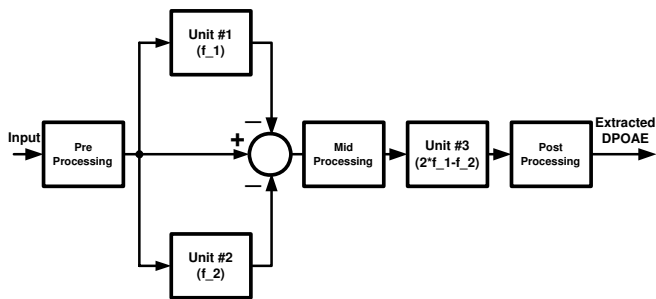 Unit #1
(f_1)
Input
Pre
Processing
+
−
−
Mid
Processing
Unit #3
(2*f_1-f_2)
Post
Processing
Extracted
DPOAE
Unit #2
(f_2)